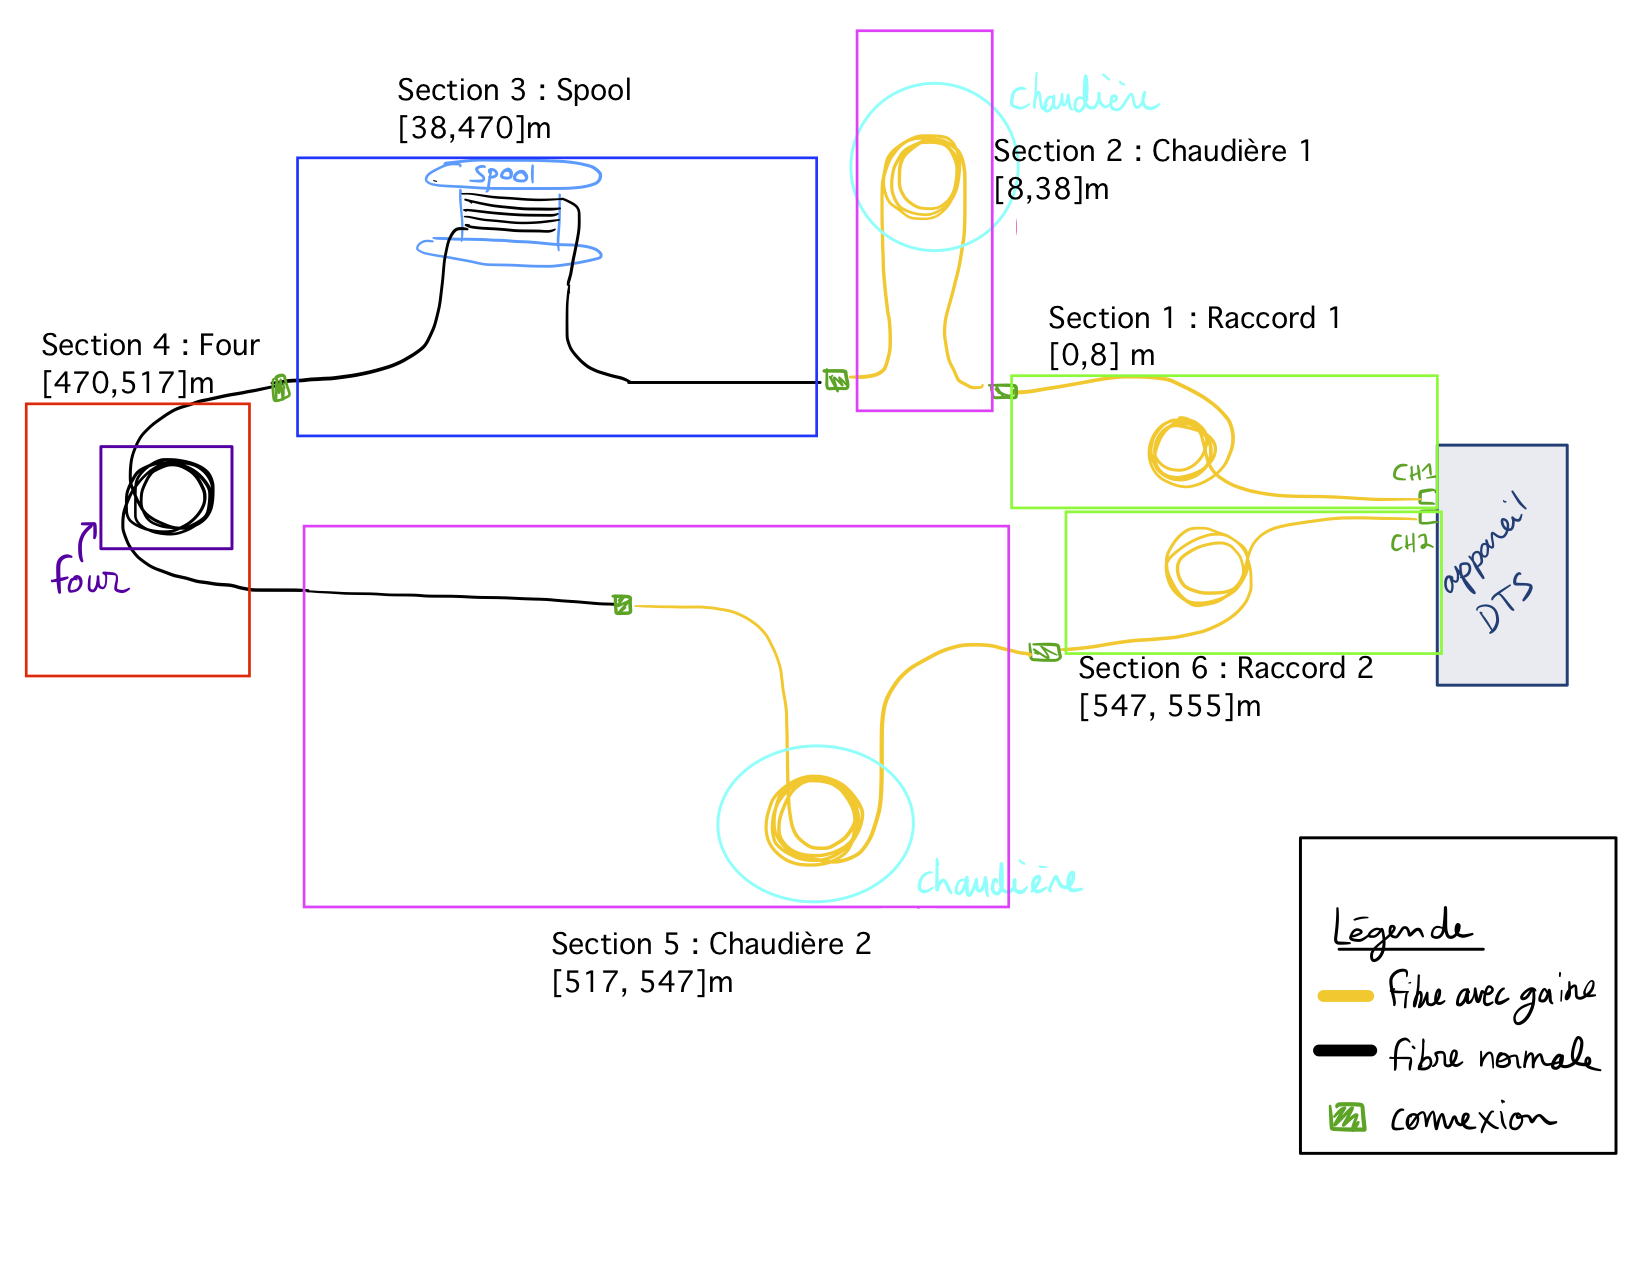 Section 3 : Spool
[38,470]m
spool
Chaudière
Section 2 : Chaudière 1
[8,38]m
Section 1 : Raccord 1
[0,8] m
Section 4 : Four
[470,517]m
four
CH1
CH2
appareil
DTS
Section 6 : Raccord 2
[547, 555]m
Chaudière
Section 5 : Chaudière 2
[517, 547]m
Légende
fibre avec gaine
fibre normale
connexion